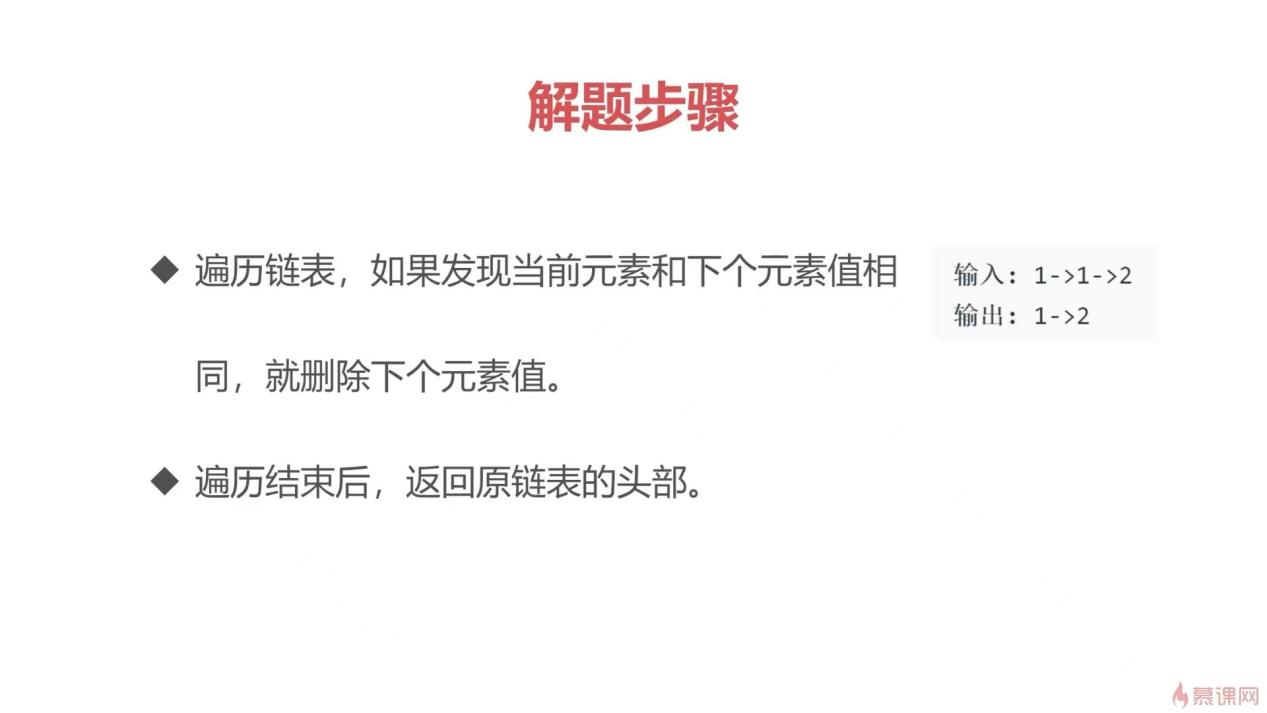 解题步骤
◆ 遍历链表，如果发现当前元素和下个元素值相
同，就删除下个元素值。
◆ 遍历结束后，返回原链表的头部。
输入: 1->1->2
输出: 1->2
慕课网